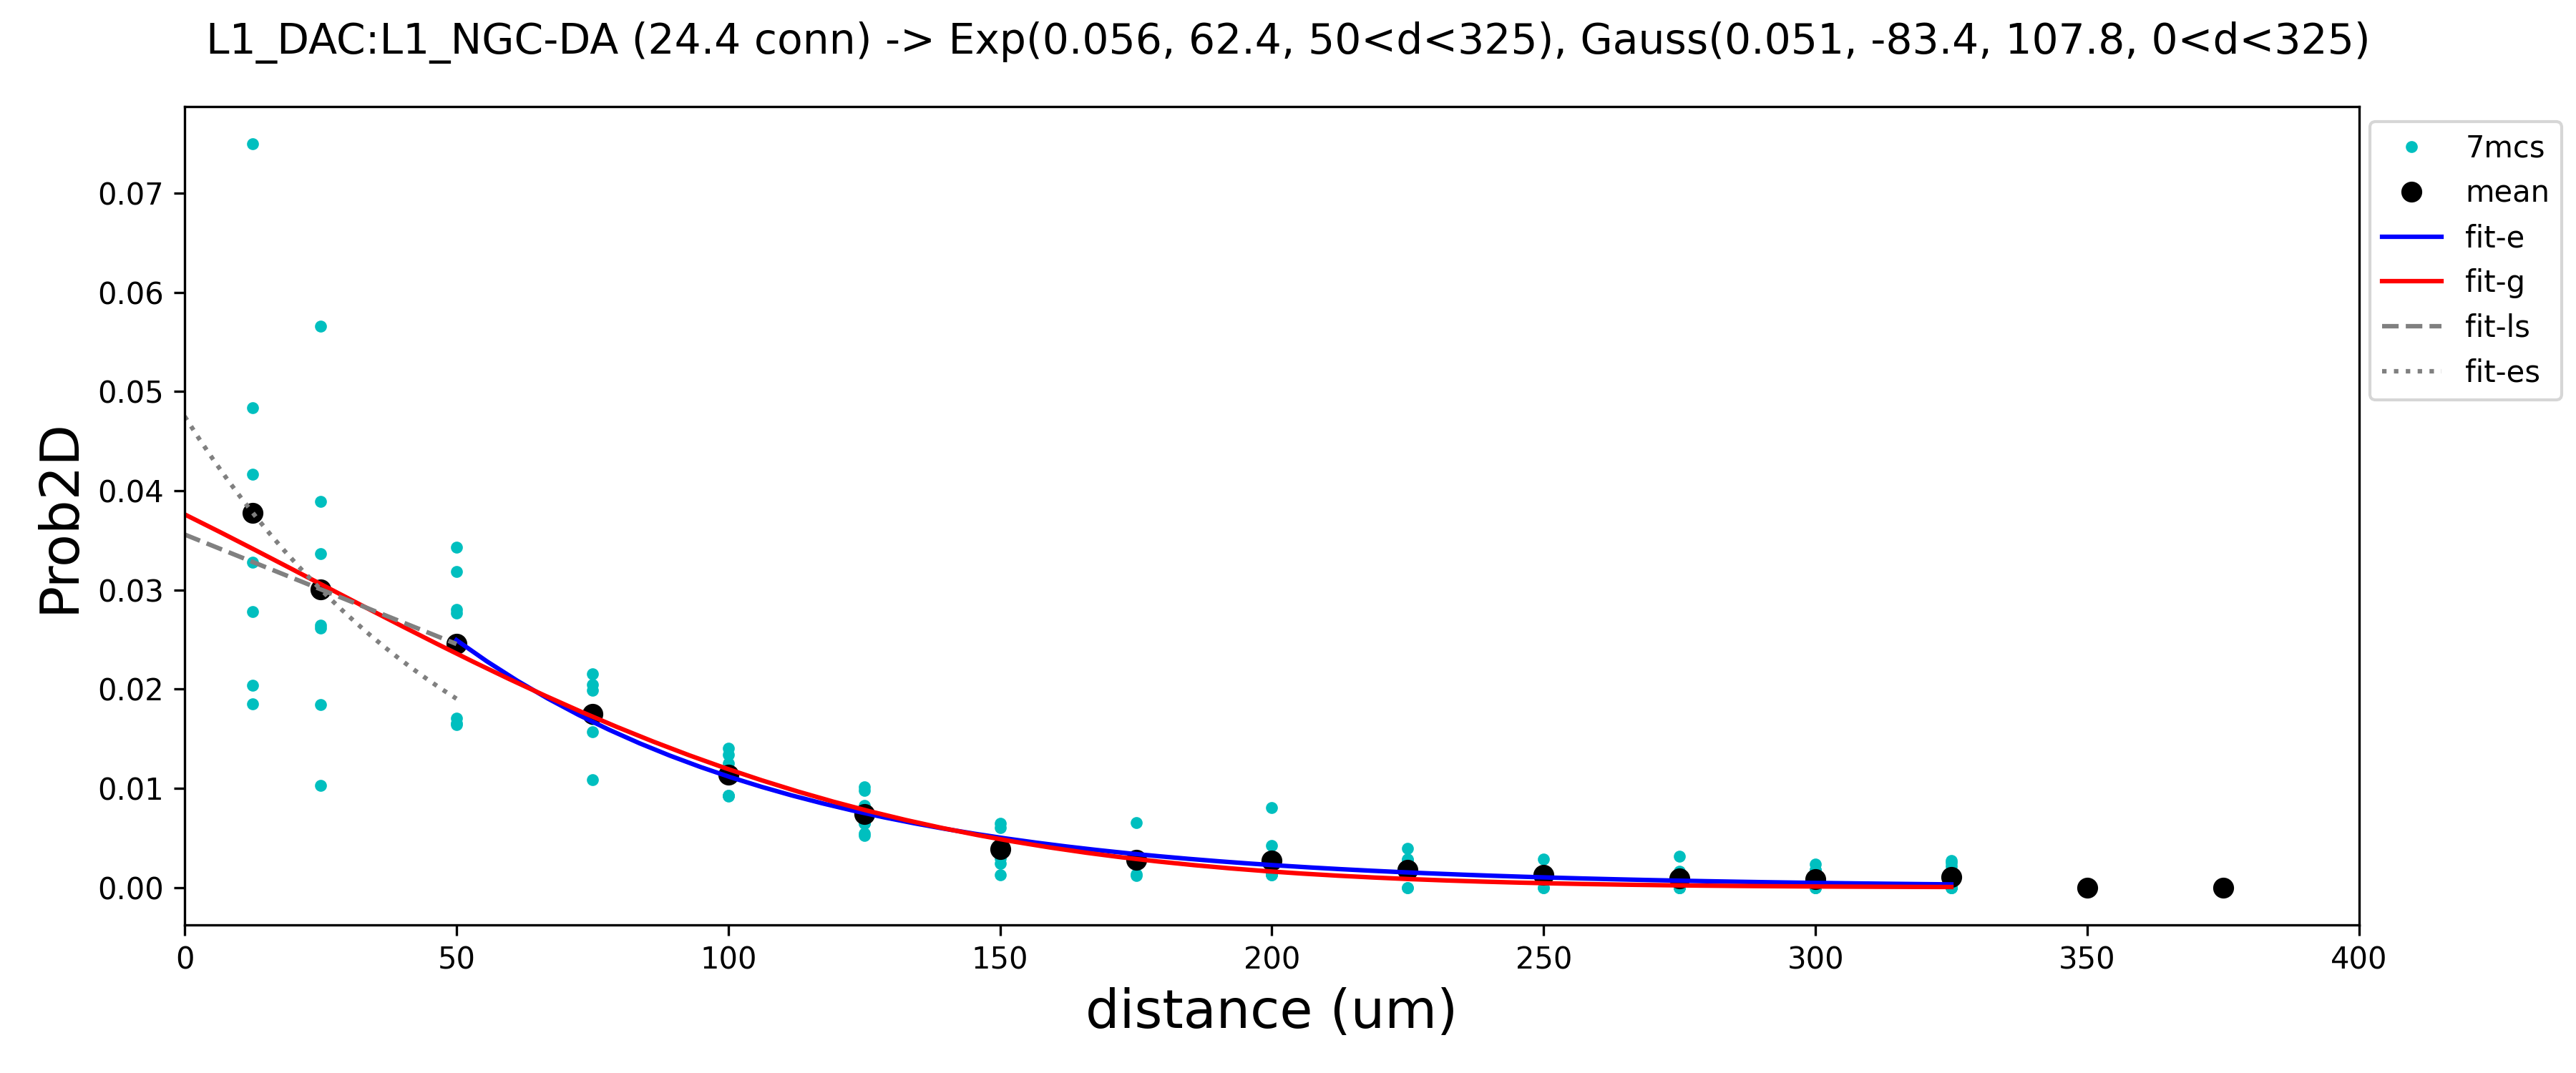 L1_DAC:L1_NGC-DA (24.4 conn) -> Exp(0.056, 62.4, 50<d<325), Gauss(0.051, -83.4, 107.8, 0<d<325)
7mcs
mean
fit-e
fit-g
fit-ls
fit-es
Prob2D
0.07
0.06
0.05
0.04
0.03
0.02
0.01
0.00
0 50 100 150 200 250 300 350 400
distance (um)